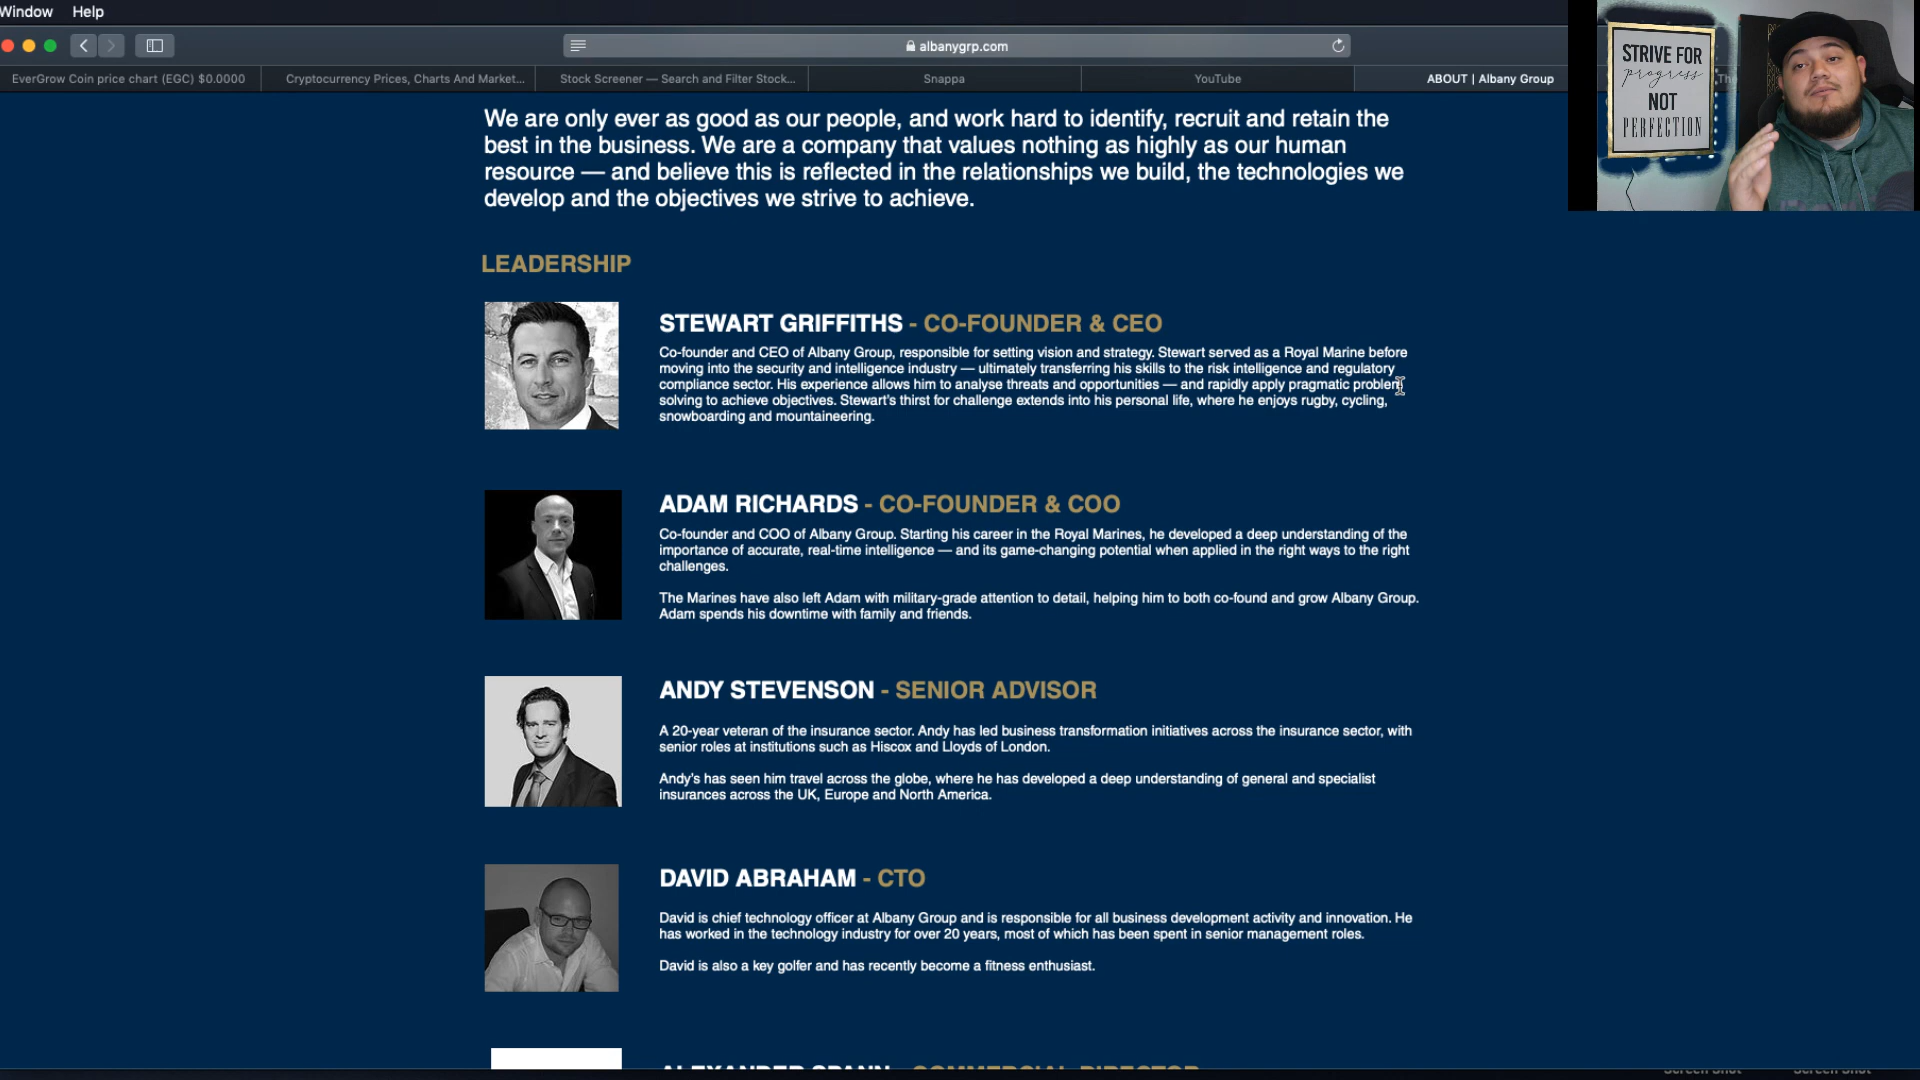 Window Help
albanygrp.com
EverGrow Coin price chart (EGC) $0.0000
Cryptocurrency Prices, Charts And Market...
Stock Screener — Search and Filter Stock...
Snappa
YouTube
ABOUT | Albany Group
STRIVE FOR
progress
NOT
PERFECTION
We are only ever as good as our people, and work hard to identify, recruit and retain the
best in the business. We are a company that values nothing as highly as our human
resource — and believe this is reflected in the relationships we build, the technologies we
develop and the objectives we strive to achieve.
LEADERSHIP
STEWART GRIFFITHS - CO-FOUNDER & CEO
Co-founder and CEO of Albany Group, responsible for setting vision and strategy. Stewart served as a Royal Marine before
moving into the security and intelligence industry — ultimately transferring his skills to the risk intelligence and regulatory
compliance sector. His experience allows him to analyse threats and opportunities — and rapidly apply pragmatic problem
solving to achieve objectives. Stewart's thirst for challenge extends into his personal life, where he enjoys rugby, cycling,
snowboarding and mountaineering.
ADAM RICHARDS - CO-FOUNDER & COO
Co-founder and COO of Albany Group. Starting his career in the Royal Marines, he developed a deep understanding of the
importance of accurate, real-time intelligence — and its game-changing potential when applied in the right ways to the right
challenges.
The Marines have also left Adam with military-grade attention to detail, helping him to both co-found and grow Albany Group.
Adam spends his downtime with family and friends.
ANDY STEVENSON - SENIOR ADVISOR
A 20-year veteran of the insurance sector. Andy has led business transformation initiatives across the insurance sector, with
senior roles at institutions such as Hiscox and Lloyds of London.
Andy's has seen him travel across the globe, where he has developed a deep understanding of general and specialist
insurances across the UK, Europe and North America.
DAVID ABRAHAM - CTO
David is chief technology officer at Albany Group and is responsible for all business development activity and innovation. He
has worked in the technology industry for over 20 years, most of which has been spent in senior management roles.
David is also a key golfer and has recently become a fitness enthusiast.
ALEXANDER SPANN - COMMERCIAL DIRECTOR
Screen Shot Screen Shot